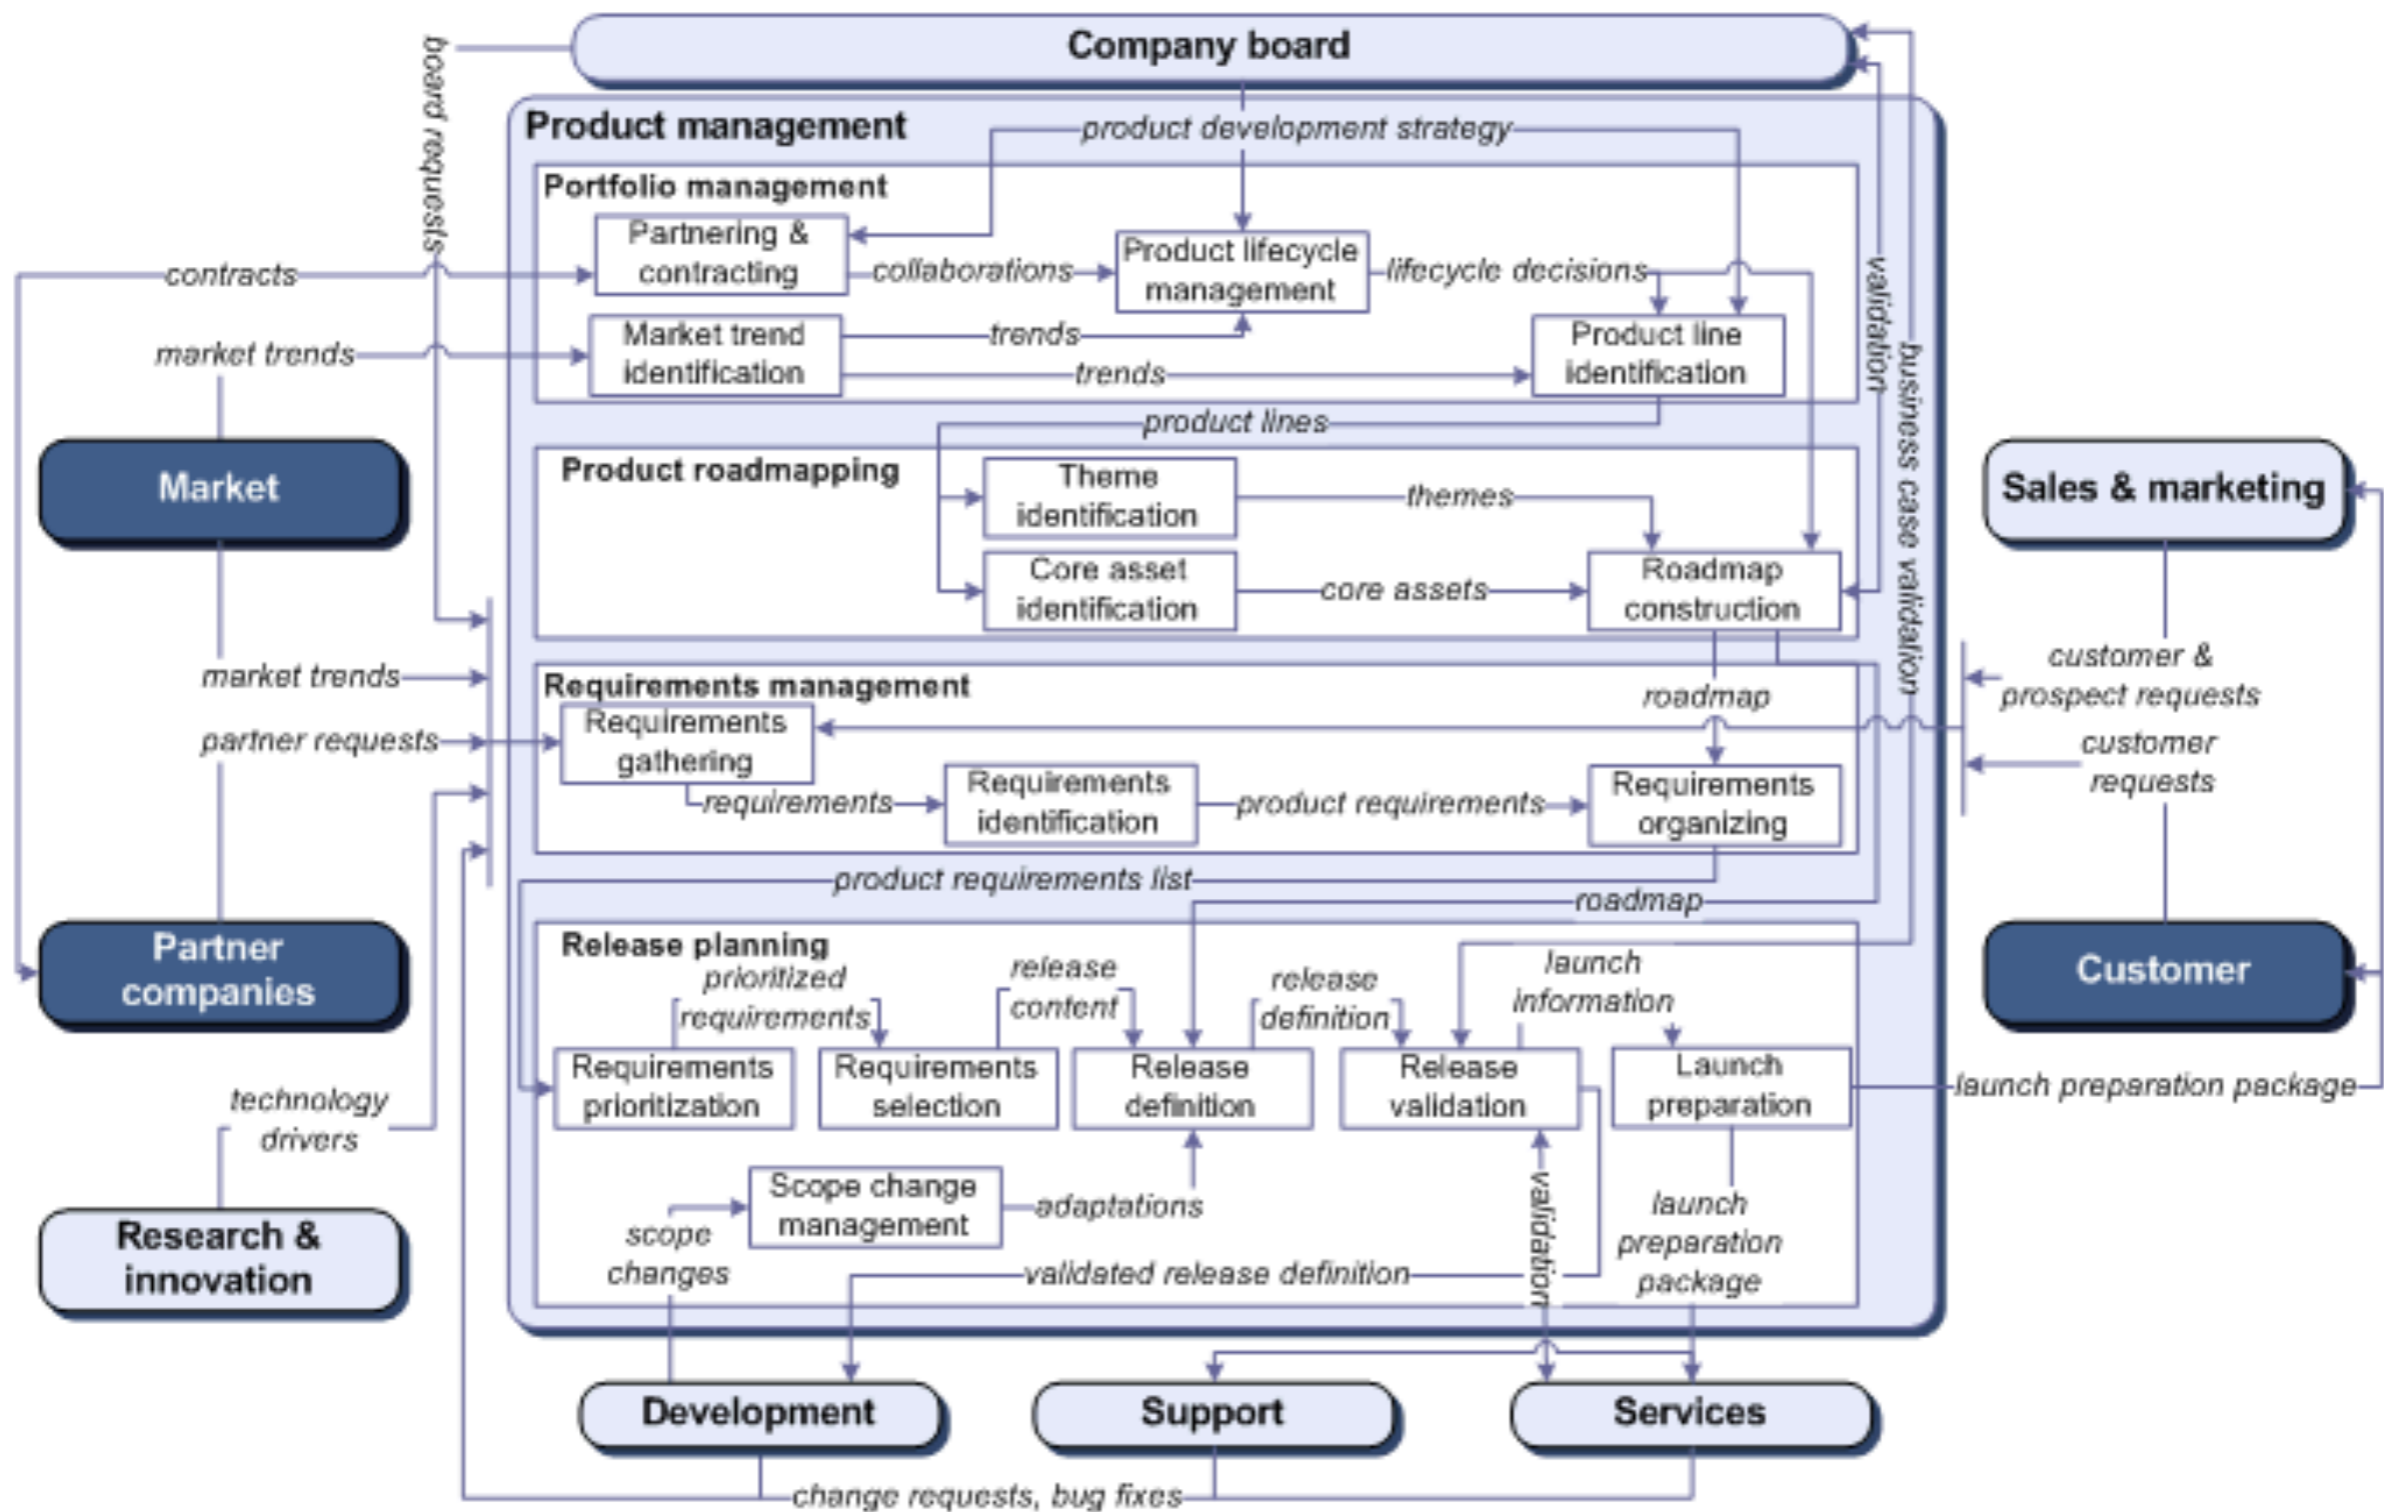 Company board
board requests
Product management
product development strategy
Portfolio management
Partnering &
contracting
contracts
collaborations
Product lifecycle
management
lifecycle decisions
validation
Market trend
identification
market trends
trends
trends
Product line
identification
business case validation
product lines
Market
Product roadmapping
Theme
identification
themes
Core asset
identification
core assets
Roadmap
construction
Sales & marketing
market trends
partner requests
Requirements management
Requirements
gathering
requirements
Requirements
identification
product requirements
roadmap
Requirements
organizing
customer &
prospect requests
customer
requests
product requirements list
roadmap
Partner
companies
Release planning
prioritized
requirements
release
content
release
definition
launch
information
Customer
Requirements
prioritization
Requirements
selection
Release
definition
Release
validation
Launch
preparation
launch preparation package
technology
drivers
Scope change
management
adaptations
scope
changes
validation
launch
preparation
package
validated release definition
Research &
innovation
Development
Support
Services
change requests, bug fixes